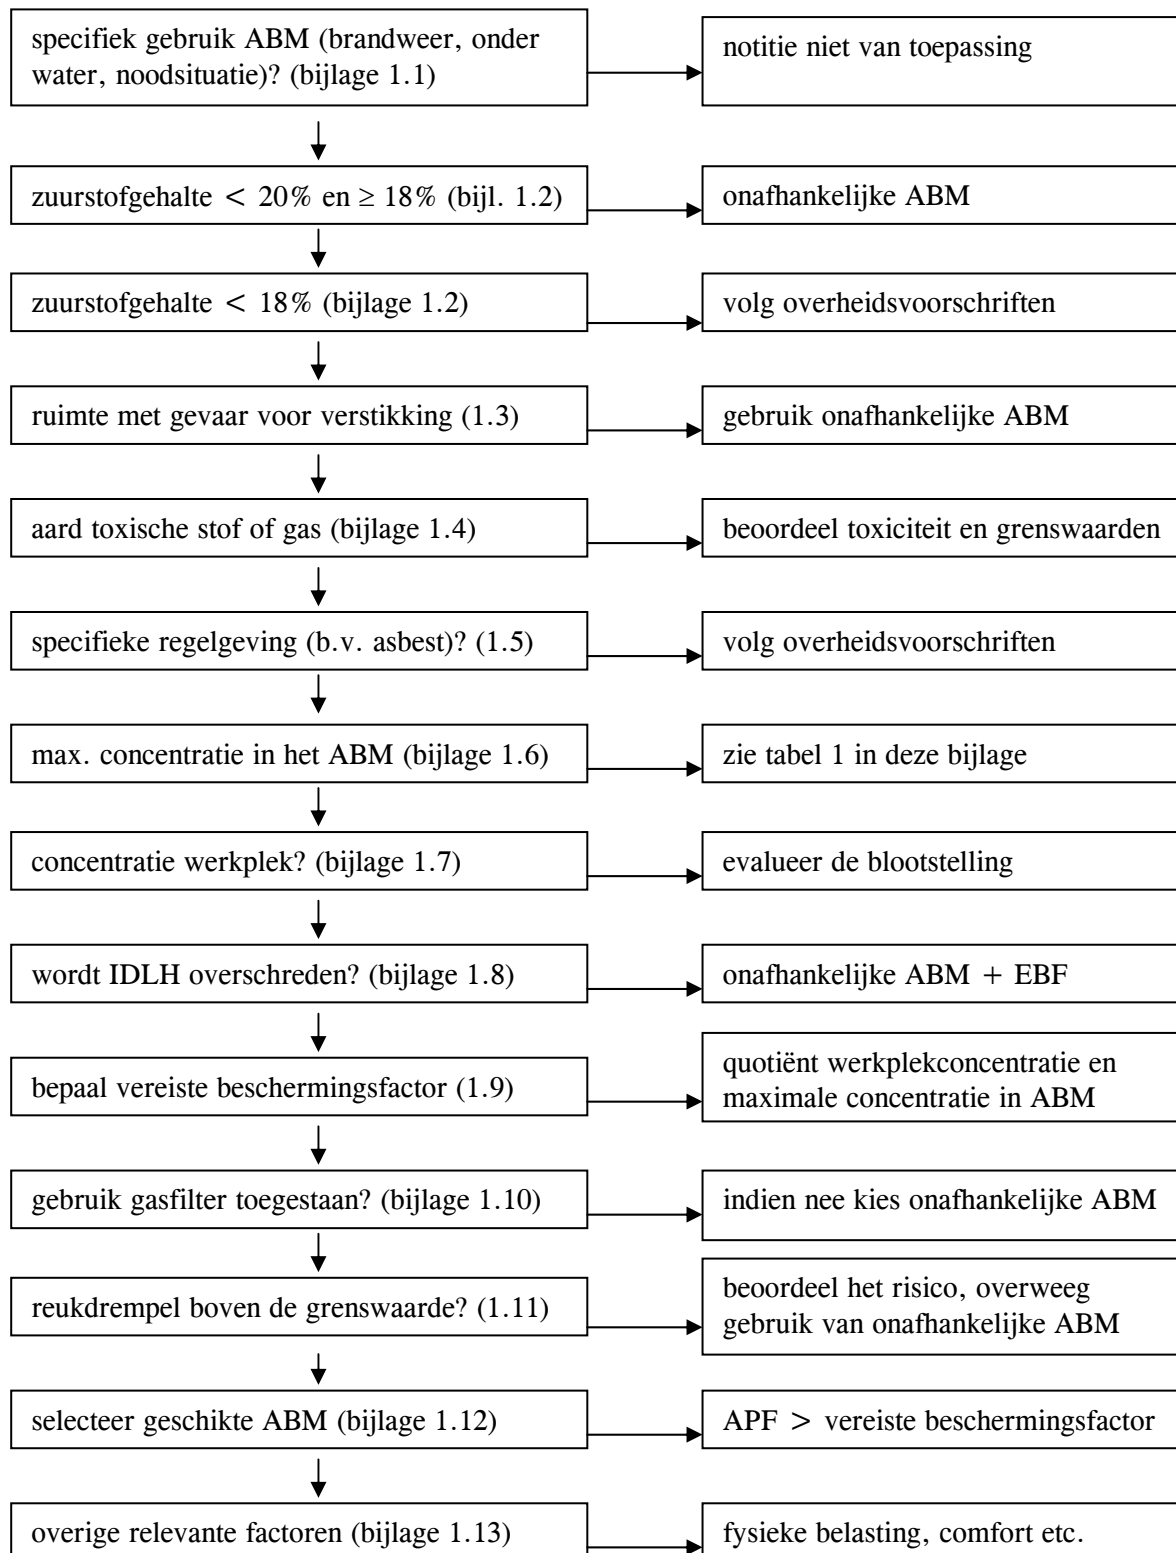 specifiek gebruik ABM (brandweer, onder
water, noodsituatie)? (bijlage 1.1)
notitie niet van toepassing
zuurstofgehalte < 20% en ≥ 18% (bijl. 1.2)
onafhankelijke ABM
zuurstofgehalte < 18% (bijlage 1.2)
volg overheidsvoorschriften
ruimte met gevaar voor verstikking (1.3)
gebruik onafhankelijke ABM
aard toxische stof of gas (bijlage 1.4)
beoordeel toxiciteit en grenswaarden
specifieke regelgeving (b.v. asbest)? (1.5)
volg overheidsvoorschriften
max. concentratie in het ABM (bijlage 1.6)
zie tabel 1 in deze bijlage
concentratie werkplek? (bijlage 1.7)
evalueer de blootstelling
wordt IDLH overschreden? (bijlage 1.8)
onafhankelijke ABM + EBF
bepaal vereiste beschermingsfactor (1.9)
quotiënt werkplekconcentratie en
maximale concentratie in ABM
gebruik gasfilter toegestaan? (bijlage 1.10)
indien nee kies onafhankelijke ABM
reukdrempel boven de grenswaarde? (1.11)
beoordeel het risico, overweeg
gebruik van onafhankelijke ABM
selecteer geschikte ABM (bijlage 1.12)
APF > vereiste beschermingsfactor
overige relevante factoren (bijlage 1.13)
fysieke belasting, comfort etc.